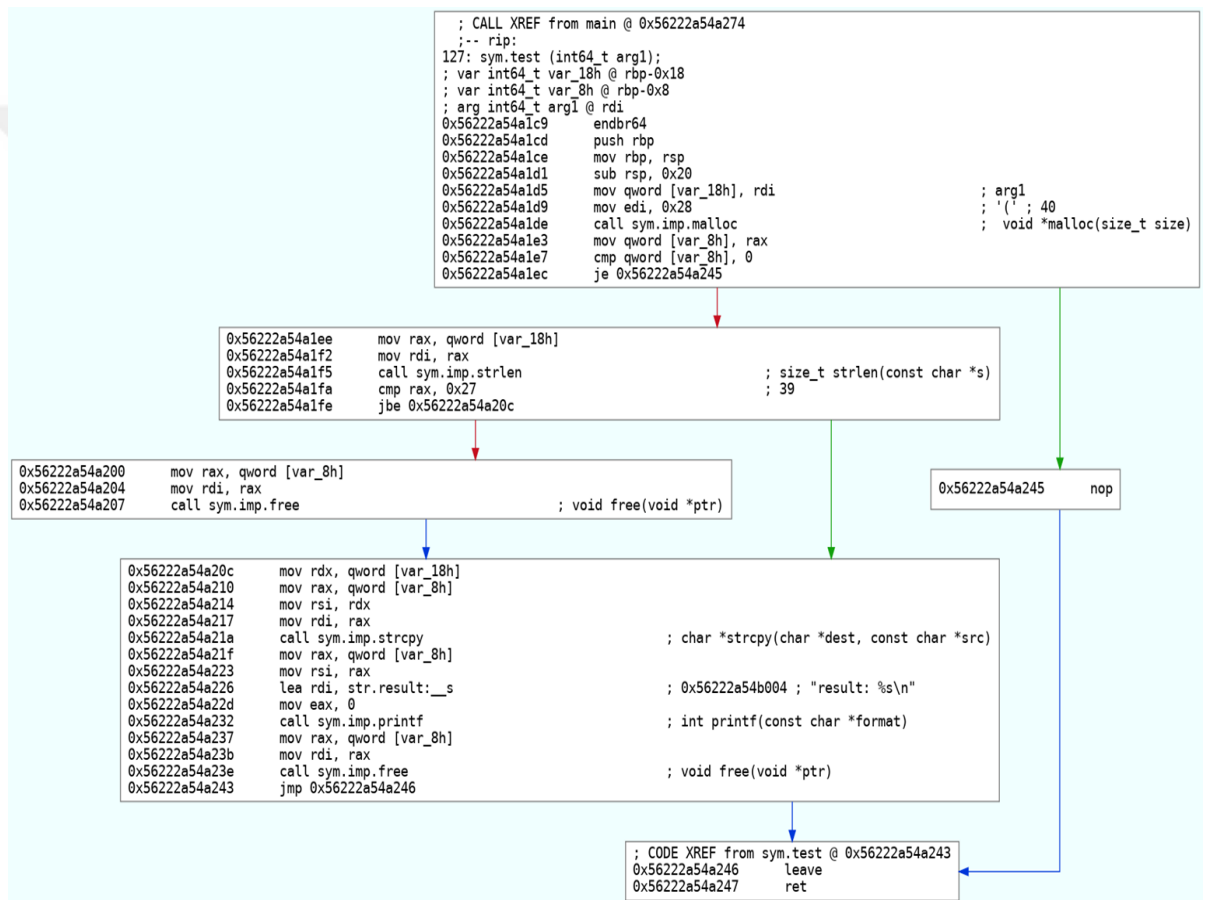 ; CALL XREF from main @ 0x56222a54a274
;-- rip:
127: sym.test (int64_t arg1);
; var int64_t var_18h @ rbp-0x18
; var int64_t var_8h @ rbp-0x8
; arg int64_t arg1 @ rdi
0x56222a54a1c9 endbr64
0x56222a54a1cd push rbp
0x56222a54a1ce mov rbp, rsp
0x56222a54a1d1 sub rsp, 0x20
0x56222a54a1d5 mov qword [var_18h], rdi ; arg1
0x56222a54a1d9 mov edi, 0x28 ; '(' ; 40
0x56222a54a1de call sym.imp.malloc ; void *malloc(size_t size)
0x56222a54a1e3 mov qword [var_8h], rax
0x56222a54a1e7 cmp qword [var_8h], 0
0x56222a54a1ec je 0x56222a54a245
0x56222a54a1ee mov rax, qword [var_18h]
0x56222a54a1f2 mov rdi, rax
0x56222a54a1f5 call sym.imp.strlen ; size_t strlen(const char *s)
0x56222a54a1fa cmp rax, 0x27 ; 39
0x56222a54a1fe jbe 0x56222a54a20c
0x56222a54a200 mov rax, qword [var_8h]
0x56222a54a204 mov rdi, rax
0x56222a54a207 call sym.imp.free ; void free(void *ptr)
0x56222a54a245 nop
0x56222a54a20c mov rdx, qword [var_18h]
0x56222a54a210 mov rax, qword [var_8h]
0x56222a54a214 mov rsi, rdx
0x56222a54a217 mov rdi, rax
0x56222a54a21a call sym.imp.strcpy ; char *strcpy(char *dest, const char *src)
0x56222a54a21f mov rax, qword [var_8h]
0x56222a54a223 mov rsi, rax
0x56222a54a226 lea rdi, str.result:__s ; 0x56222a54b004 ; "result: %s\n"
0x56222a54a22d mov eax, 0
0x56222a54a232 call sym.imp.printf ; int printf(const char *format)
0x56222a54a237 mov rax, qword [var_8h]
0x56222a54a23b mov rdi, rax
0x56222a54a23e call sym.imp.free ; void free(void *ptr)
0x56222a54a243 jmp 0x56222a54a246
; CODE XREF from sym.test @ 0x56222a54a243
0x56222a54a246 leave
0x56222a54a247 ret